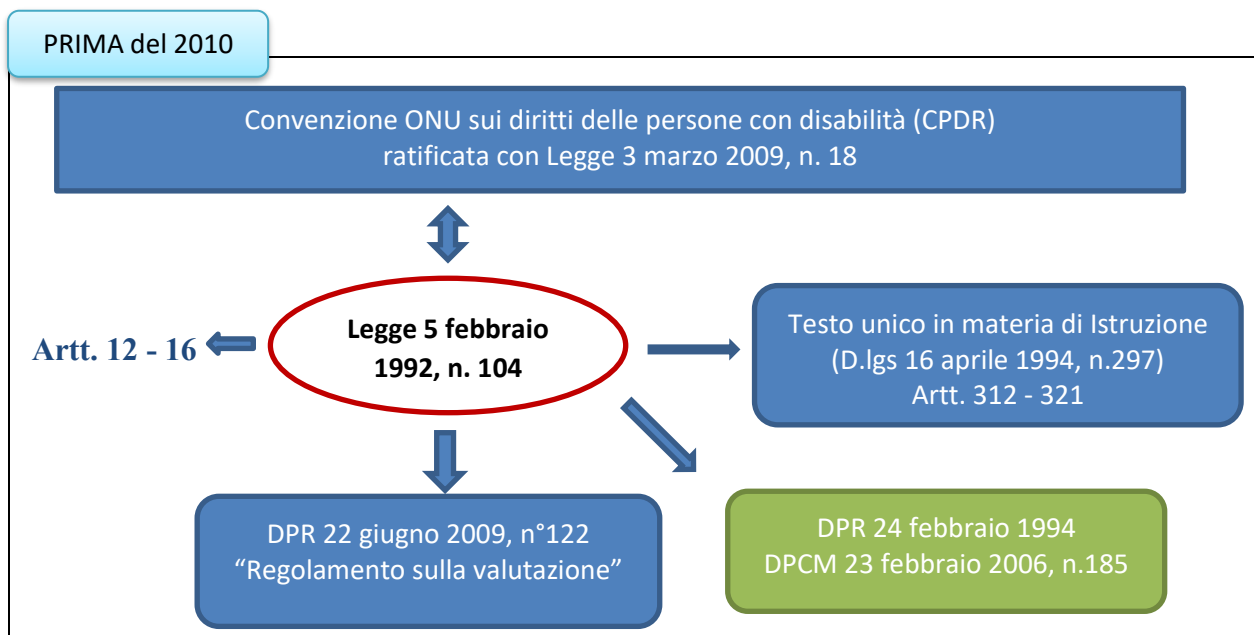 PRIMA del 2010
Convenzione ONU sui diritti delle persone con disabilità (CPDR)
ratificata con Legge 3 marzo 2009, n. 18
Artt. 12 - 16
Legge 5 febbraio
1992, n. 104
Testo unico in materia di Istruzione
(D.lgs 16 aprile 1994, n.297)
Artt. 312 - 321
DPR 22 giugno 2009, n°122
“Regolamento sulla valutazione”
DPR 24 febbraio 1994
DPCM 23 febbraio 2006, n.185